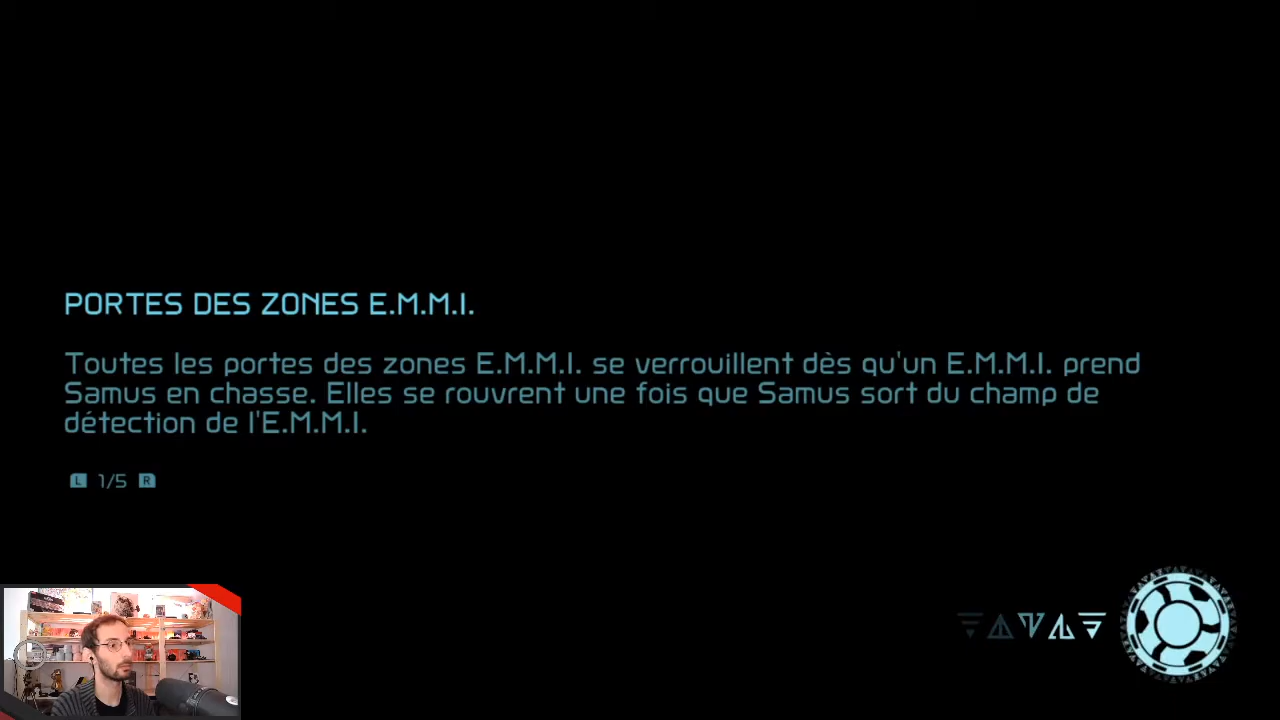 PORTES DES ZONES E.M.M.I.
Toutes les portes des zones E.M.M.I. se verrouillent dès qu'un E.M.M.I. prend
Samus en chasse. Elles se rouvrent une fois que Samus sort du champ de
détection de l'E.M.M.I.
L 1/5 R